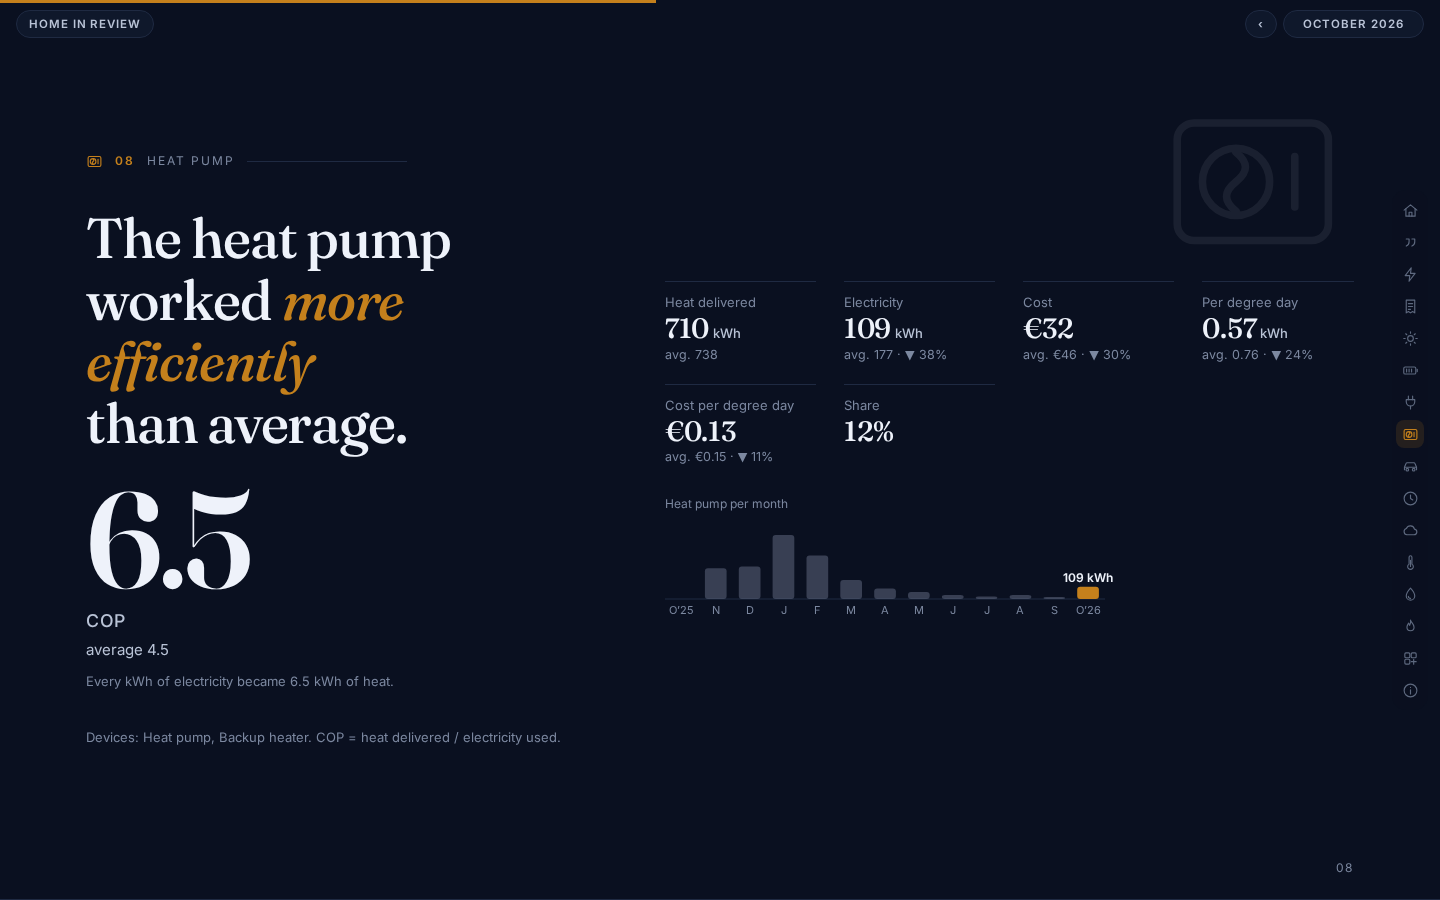 HOME IN REVIEW
‹
OCTOBER 2026
08 HEAT PUMP
The heat pump
worked more
efficiently
than average.
6.5
COP
average 4.5
Every kWh of electricity became 6.5 kWh of heat.
Devices: Heat pump, Backup heater. COP = heat delivered / electricity used.
Heat delivered
710 kWh
avg. 738
Electricity
109 kWh
avg. 177 · ▼ 38%
Cost
€32
avg. €46 · ▼ 30%
Per degree day
0.57 kWh
avg. 0.76 · ▼ 24%
Cost per degree day
€0.13
avg. €0.15 · ▼ 11%
Share
12%
Heat pump per month
109 kWh
O'25 N D J F M A M J J A S O'26
08